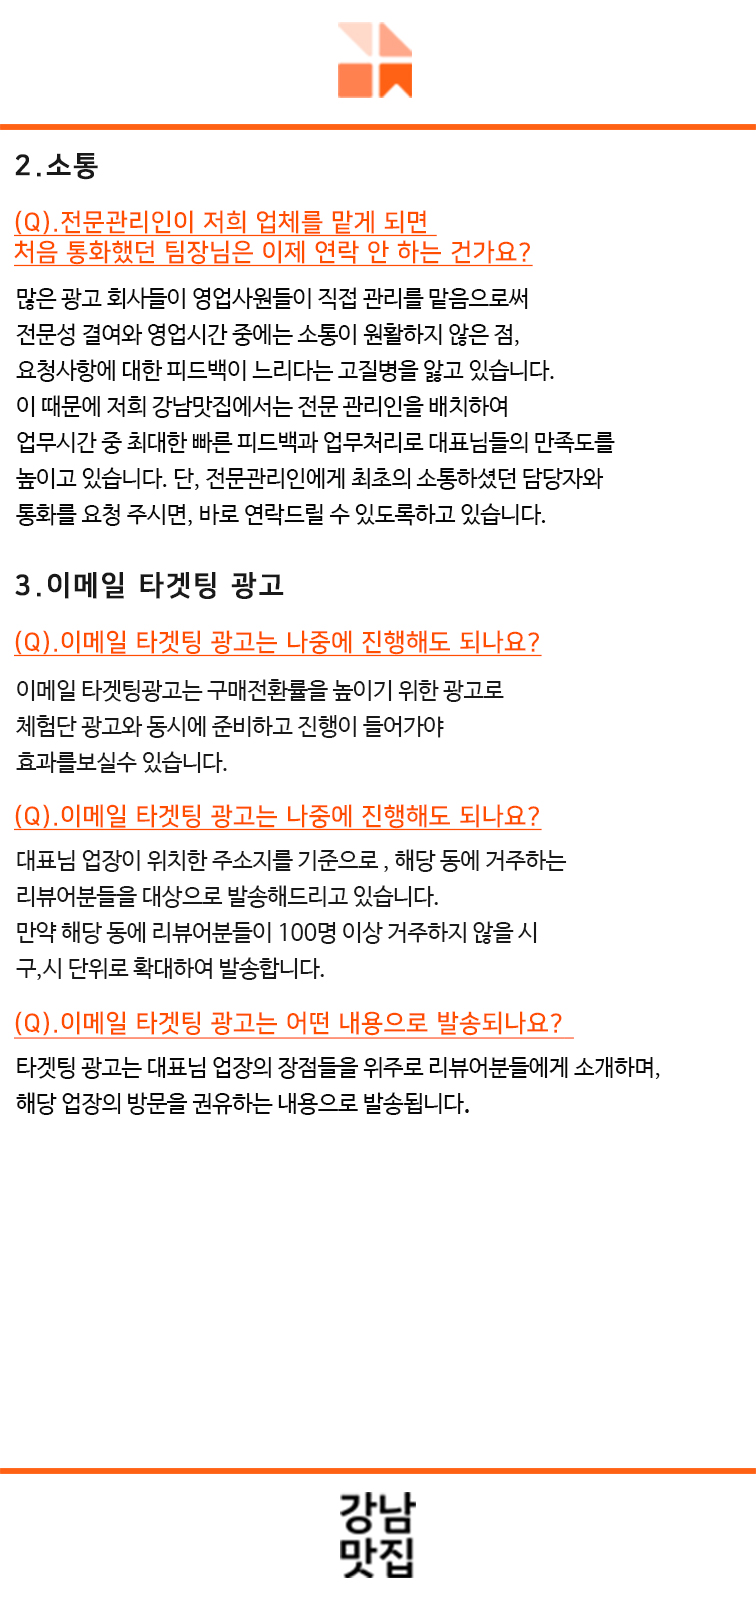 2.소통
(Q).전문관리인이 저희 업체를 맡게 되면
처음 통화했던 팀장님은 이제 연락 안 하는 건가요?
많은 광고 회사들이 영업사원들이 직접 관리를 맡음으로써
전문성 결여와 영업시간 중에는 소통이 원활하지 않은 점,
요청사항에 대한 피드백이 느리다는 고질병을 앓고 있습니다.
이 때문에 저희 강남맛집에서는 전문 관리인을 배치하여
업무시간 중 최대한 빠른 피드백과 업무처리로 대표님들의 만족도를
높이고 있습니다. 단, 전문관리인에게 최초의 소통하셨던 담당자와
통화를 요청 주시면, 바로 연락드릴 수 있도록하고 있습니다.
3.이메일 타겟팅 광고
(Q).이메일 타겟팅 광고는 나중에 진행해도 되나요?
이메일 타겟팅광고는 구매전환률을 높이기 위한 광고로
체험단 광고와 동시에 준비하고 진행이 들어가야
효과를보실수 있습니다.
(Q).이메일 타겟팅 광고는 나중에 진행해도 되나요?
대표님 업장이 위치한 주소지를 기준으로 , 해당 동에 거주하는
리뷰어분들을 대상으로 발송해드리고 있습니다.
만약 해당 동에 리뷰어분들이 100명 이상 거주하지 않을 시
구,시 단위로 확대하여 발송합니다.
(Q).이메일 타겟팅 광고는 어떤 내용으로 발송되나요?
타겟팅 광고는 대표님 업장의 장점들을 위주로 리뷰어분들에게 소개하며,
해당 업장의 방문을 권유하는 내용으로 발송됩니다.
강남
맛집